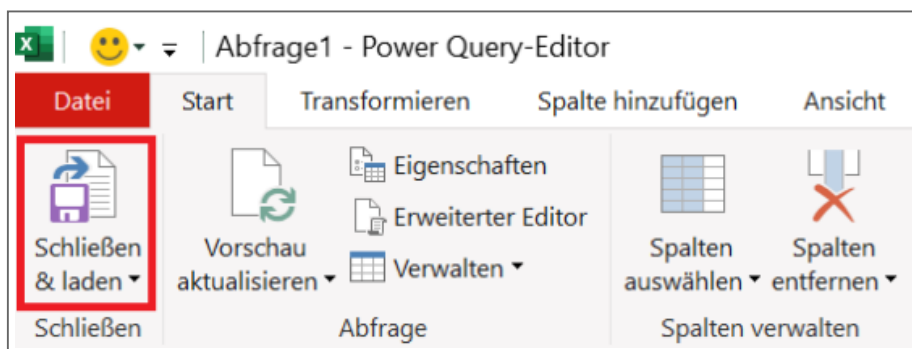 Abfrage1 - Power Query-Editor
Datei Start Transformieren Spalte hinzufügen Ansicht
Schließen
& laden
Schließen
Vorschau
aktualisieren
Eigenschaften
Erweiterter Editor
Verwalten
Abfrage
Spalten
auswählen
Spalten
entfernen
Spalten verwalten